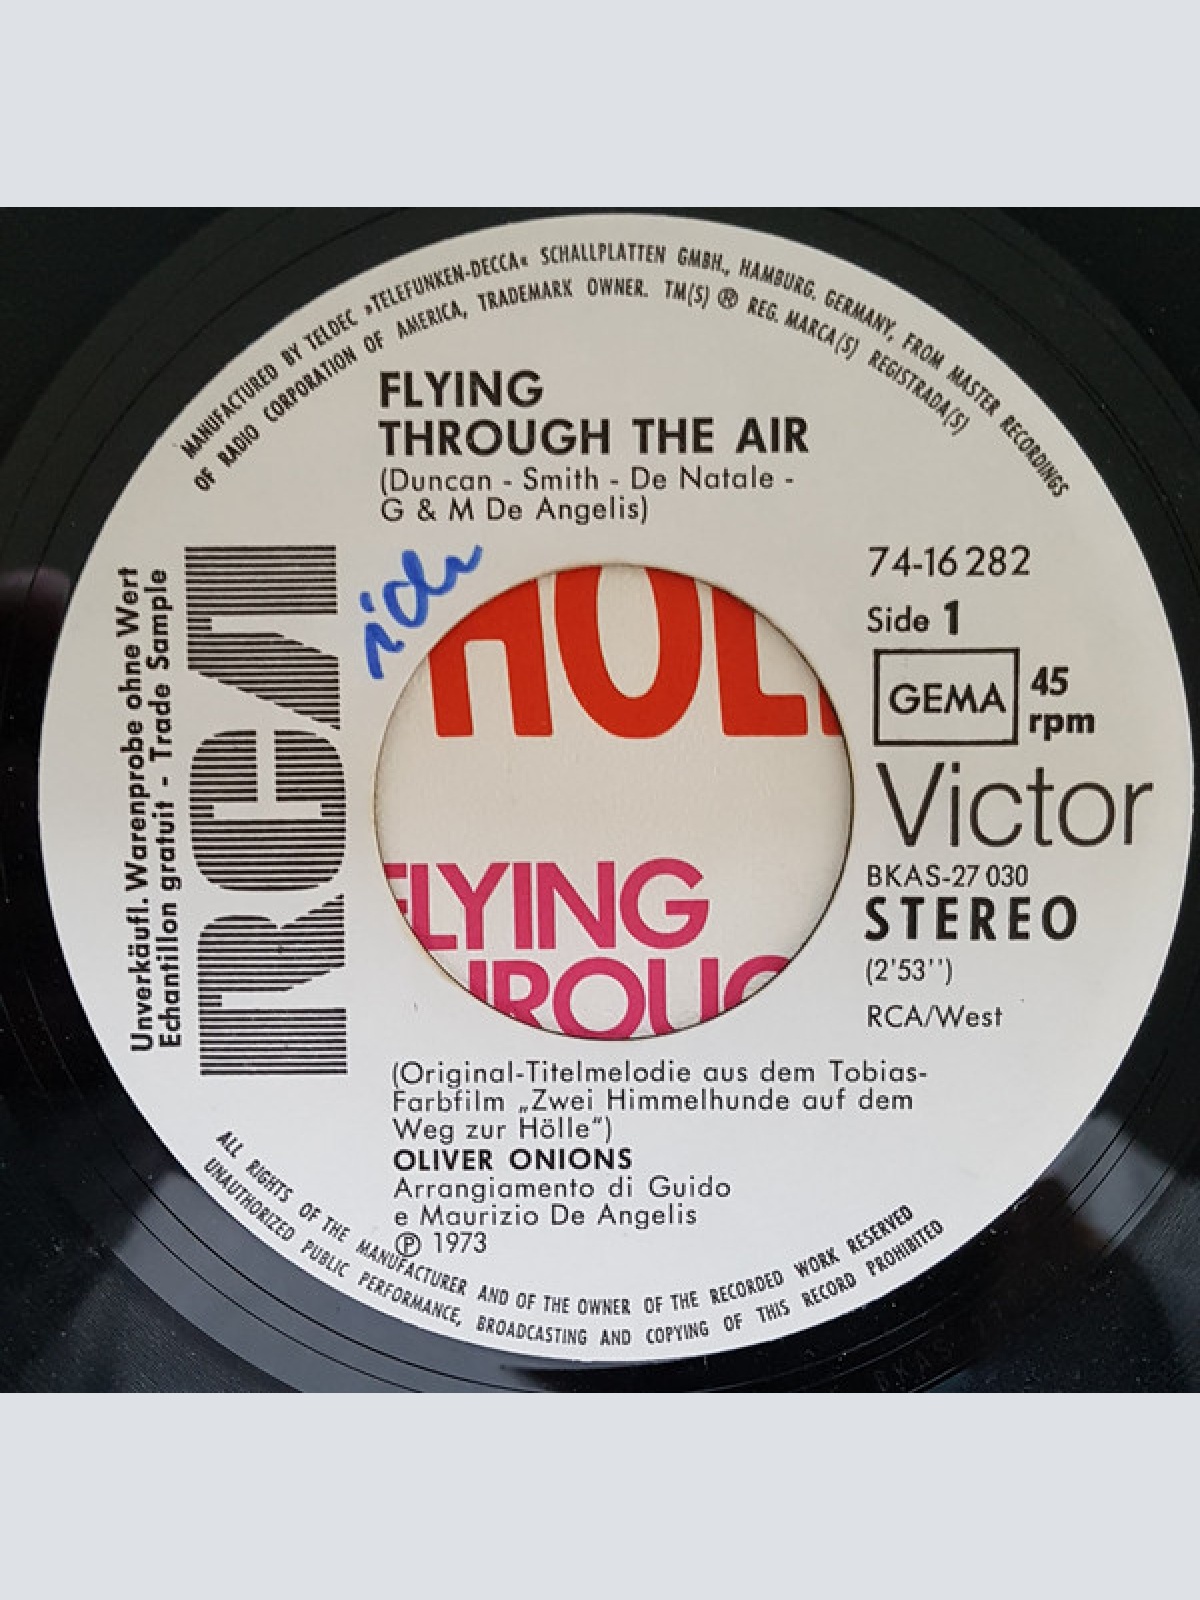 MANUFACTURED BY TELDEC »TELEFUNKEN-DECCA« SCHALLPLATTEN GMBH., HAMBURG. GERMANY, FROM MASTER RECORDINGS
OF RADIO CORPORATION OF AMERICA, TRADEMARK OWNER. TM(S) ® REG. MARCA(S) REGISTRADA(S)
FLYING
THROUGH THE AIR
(Duncan - Smith - De Natale -
G & M De Angelis)
Unverkäufl. Warenprobe ohne Wert
Echantillon gratuit - Trade Sample
RCA
74-16 282
Side 1
GEMA
45
rpm
Victor
BKAS-27 030
STEREO
(2'53'')
RCA/West
HÖL
FLYING
HROUG
(Original-Titelmelodie aus dem Tobias-
Farbfilm „Zwei Himmelhunde auf dem
Weg zur Hölle“)
OLIVER ONIONS
Arrangiamento di Guido
e Maurizio De Angelis
℗ 1973
ALL RIGHTS OF THE MANUFACTURER AND OF THE OWNER OF THE RECORDED WORK RESERVED
UNAUTHORIZED PUBLIC PERFORMANCE, BROADCASTING AND COPYING OF THIS RECORD PROHIBITED
BKAS